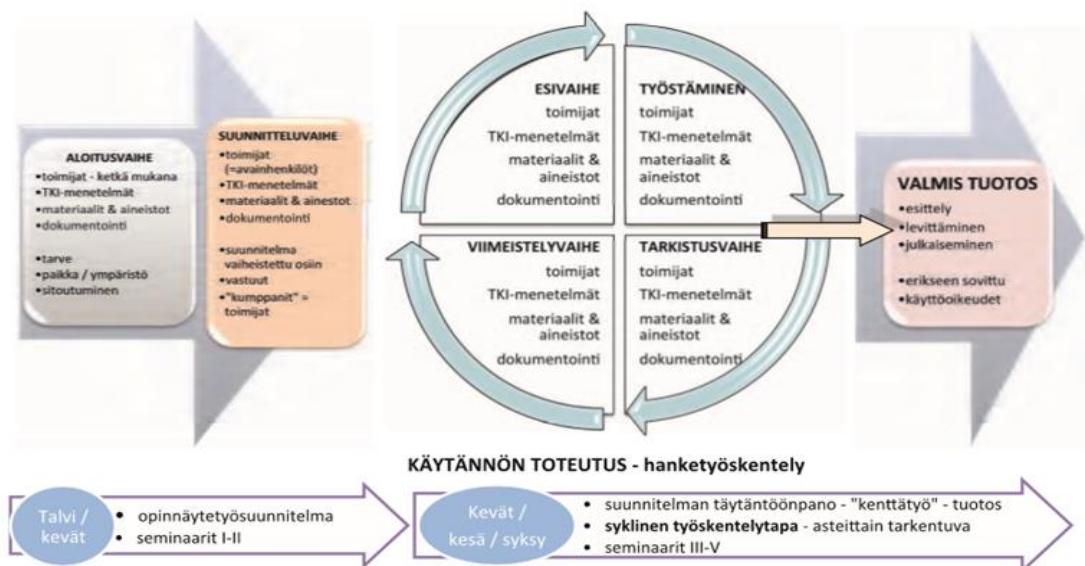 ALOITUSVAIHE
•toimijat - ketkä mukana
•TKI-menetelmät
•materiaalit & aineistot
•dokumentointi
•tarve
•paikka / ympäristö
•sitoutuminen
SUUNNITTELUVAIHE
•toimijat
(=avainhenkilöt)
•TKI-menetelmät
•materiaalit & ainestot
•dokumentointi
•suunnitelma
vaiheistettu osiin
•vastuut
•"kumppanit" =
toimijat
ESIVAIHE
toimijat
TKI-menetelmät
materiaalit &
aineistot
dokumentointi
TYÖSTÄMINEN
toimijat
TKI-menetelmät
materiaalit &
aineistot
dokumentointi
VIIMEISTELYVAIHE
toimijat
TKI-menetelmät
materiaalit &
aineistot
dokumentointi
TARKISTUSVAIHE
toimijat
TKI-menetelmät
materiaalit &
aineistot
dokumentointi
VALMIS TUOTOS
•esittely
•levittäminen
•julkaiseminen
•erikseen sovittu
•käyttöoikeudet
KÄYTÄNNÖN TOTEUTUS - hanketyöskentely
Talvi /
kevät
• opinnäytetyösuunnitelma
• seminaarit I-II
Kevät /
kesä / syksy
• suunnitelman täytäntöönpano - "kenttätyö" - tuotos
• syklinen työskentelytapa - asteittain tarkentuva
• seminaarit III-V